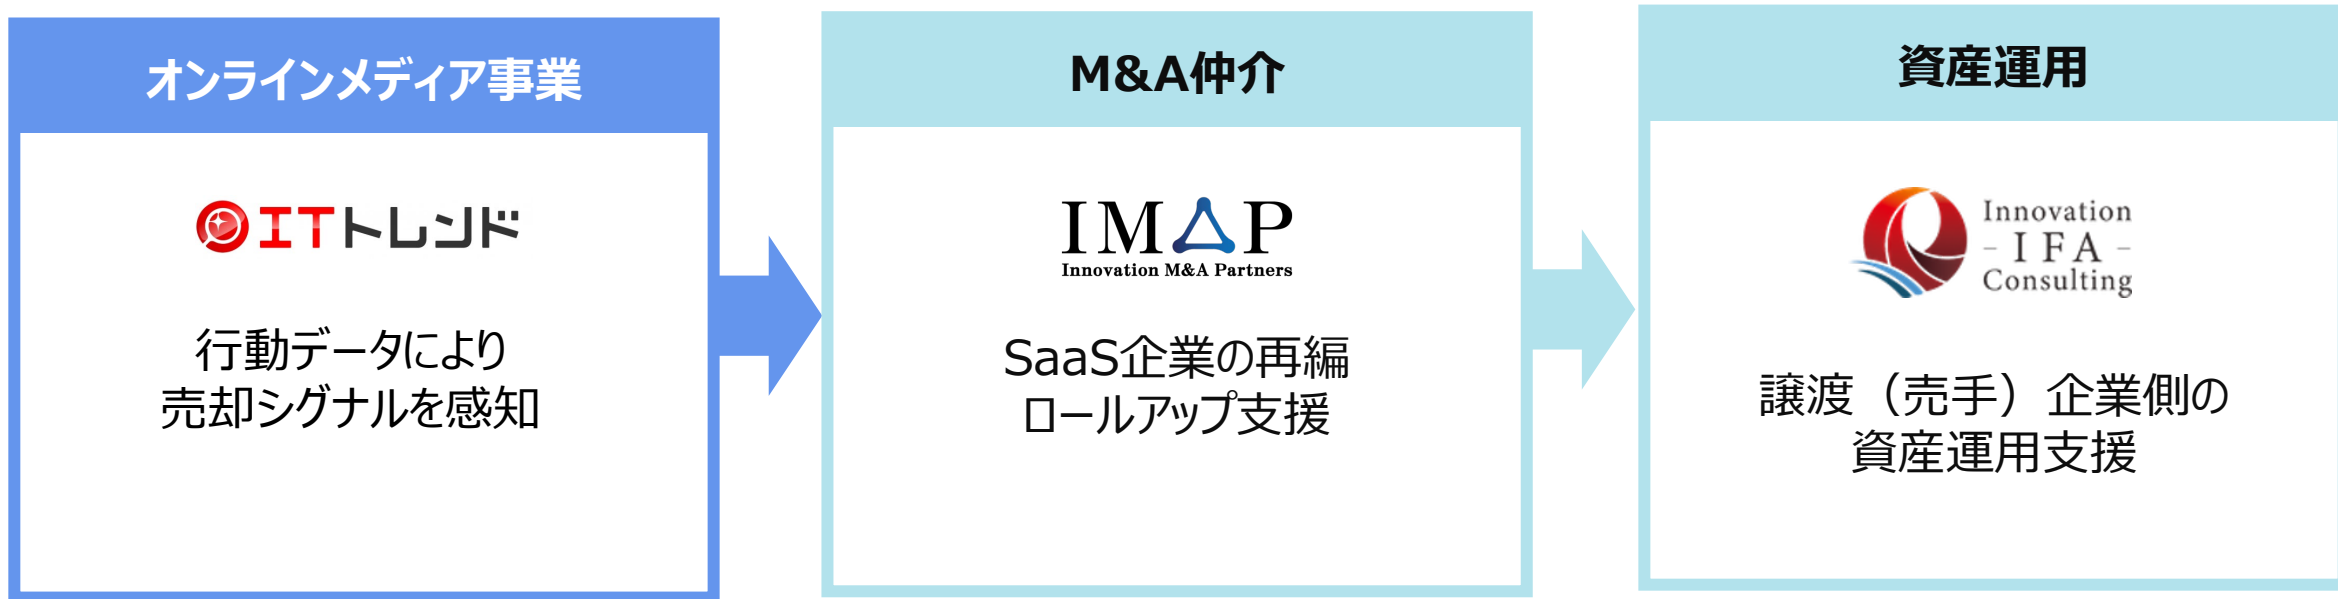 オンラインメディア事業
ITトレンド
行動データにより
売却シグナルを感知
M&A仲介
IMAP
Innovation M&A Partners
SaaS企業の再編
ロールアップ支援
資産運用
Innovation
- IFA -
Consulting
譲渡（売手）企業側の
資産運用支援